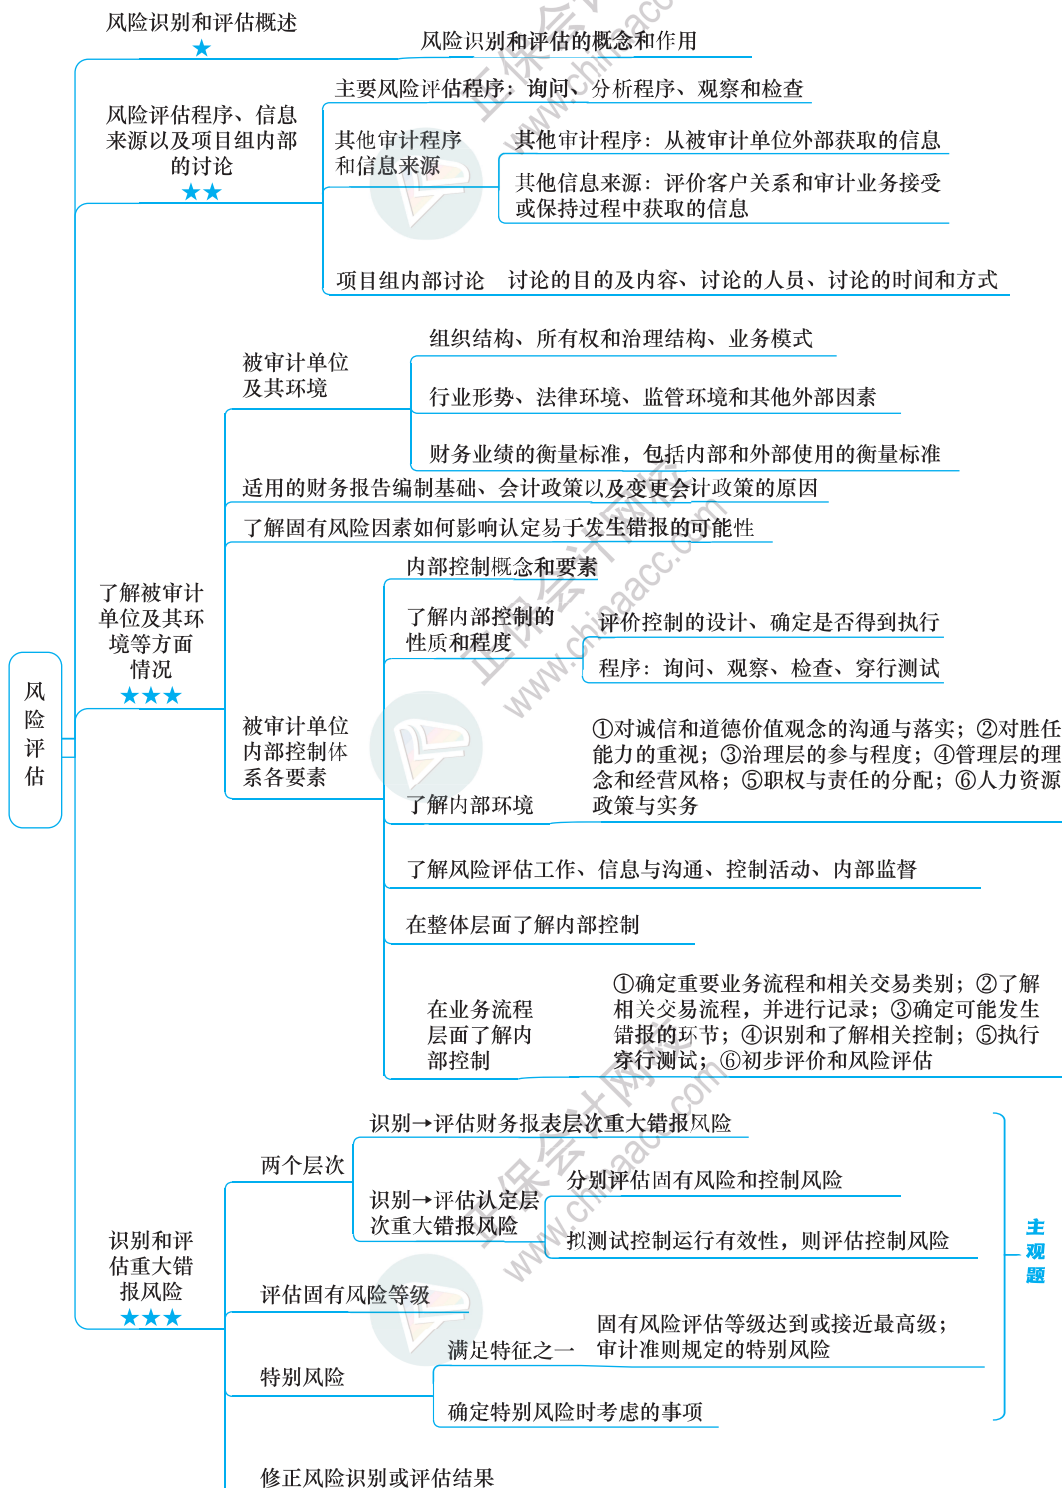 风险识别和评估概述
★
风险识别和评估的概念和作用
风险评估程序、信息
来源以及项目组内部
的讨论
★★
主要风险评估程序：询问、分析程序、观察和检查
其他审计程序
和信息来源
其他审计程序：从被审计单位外部获取的信息
其他信息来源：评价客户关系和审计业务接受
或保持过程中获取的信息
项目组内部讨论
讨论的目的及内容、讨论的人员、讨论的时间和方式
风险评估
了解被审计
单位及其环
境等方面
情况
★★★
被审计单位
及其环境
组织结构、所有权和治理结构、业务模式
行业形势、法律环境、监管环境和其他外部因素
财务业绩的衡量标准，包括内部和外部使用的衡量标准
适用的财务报告编制基础、会计政策以及变更会计政策的原因
了解固有风险因素如何影响认定易于发生错报的可能性
被审计单位
内部控制体
系各要素
内部控制概念和要素
了解内部控制的
性质和程度
评价控制的设计、确定是否得到执行
程序：询问、观察、检查、穿行测试
了解内部环境
①对诚信和道德价值观念的沟通与落实；②对胜任
能力的重视；③治理层的参与程度；④管理层的理
念和经营风格；⑤职权与责任的分配；⑥人力资源
政策与实务
了解风险评估工作、信息与沟通、控制活动、内部监督
在整体层面了解内部控制
在业务流程
层面了解内
部控制
①确定重要业务流程和相关交易类别；②了解
相关交易流程，并进行记录；③确定可能发生
错报的环节；④识别和了解相关控制；⑤执行
穿行测试；⑥初步评价和风险评估
识别和评
估重大错
报风险
★★★
两个层次
识别→评估财务报表层次重大错报风险
识别→评估认定层
次重大错报风险
分别评估固有风险和控制风险
拟测试控制运行有效性，则评估控制风险
评估固有风险等级
特别风险
满足特征之一
固有风险评估等级达到或接近最高级；
审计准则规定的特别风险
确定特别风险时考虑的事项
主观题
修正风险识别或评估结果
正保会计网校
www.chinaacc.com
正保会计网校
www.chinaacc.com
正保会计网校
www.chinaacc.com